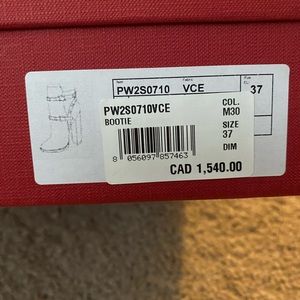 PW2S0710 VCE 37
PW2S0710VCE COL.
BOOTIE M30
SIZE
37
8 056097 857463 DIM
CAD 1,540.00